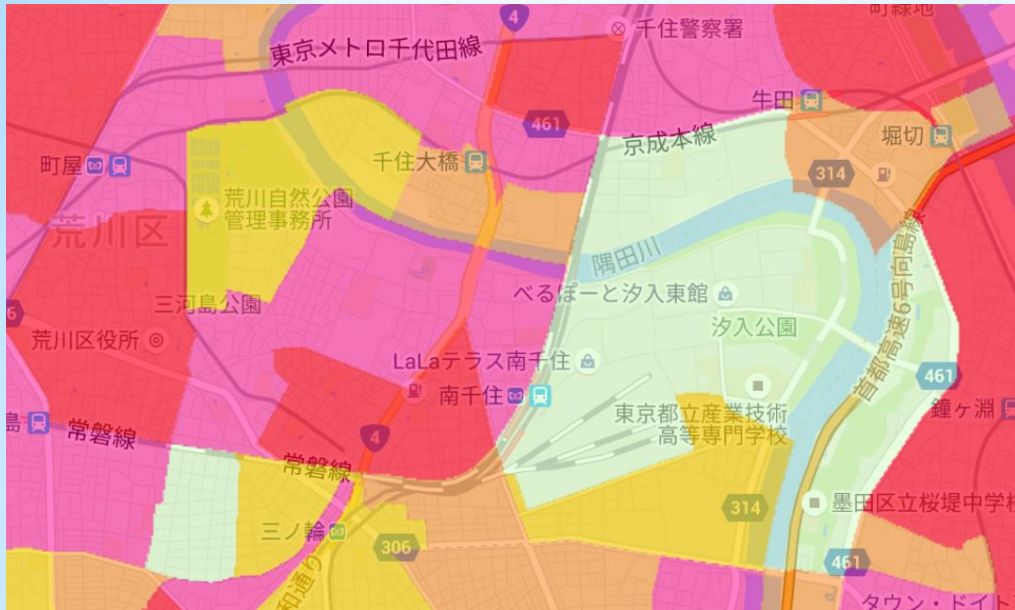 4
千住警察署
町緑地
東京メトロ千代田線
461
牛田
京成本線
堀切
町屋
千住大橋
314
荒川自然公園
管理事務所
荒川区
隅田川
首都高速6号向島線
三河島公園
べるぽーと汐入東館
6
荒川区役所
汐入公園
LaLaテラス南千住
461
南千住
東京都立産業技術
高等専門学校
鐘ヶ淵
島
常磐線
4
常磐線
314
墨田区立桜堤中学校
三ノ輪
306
461
和通り
タウン・ドイト